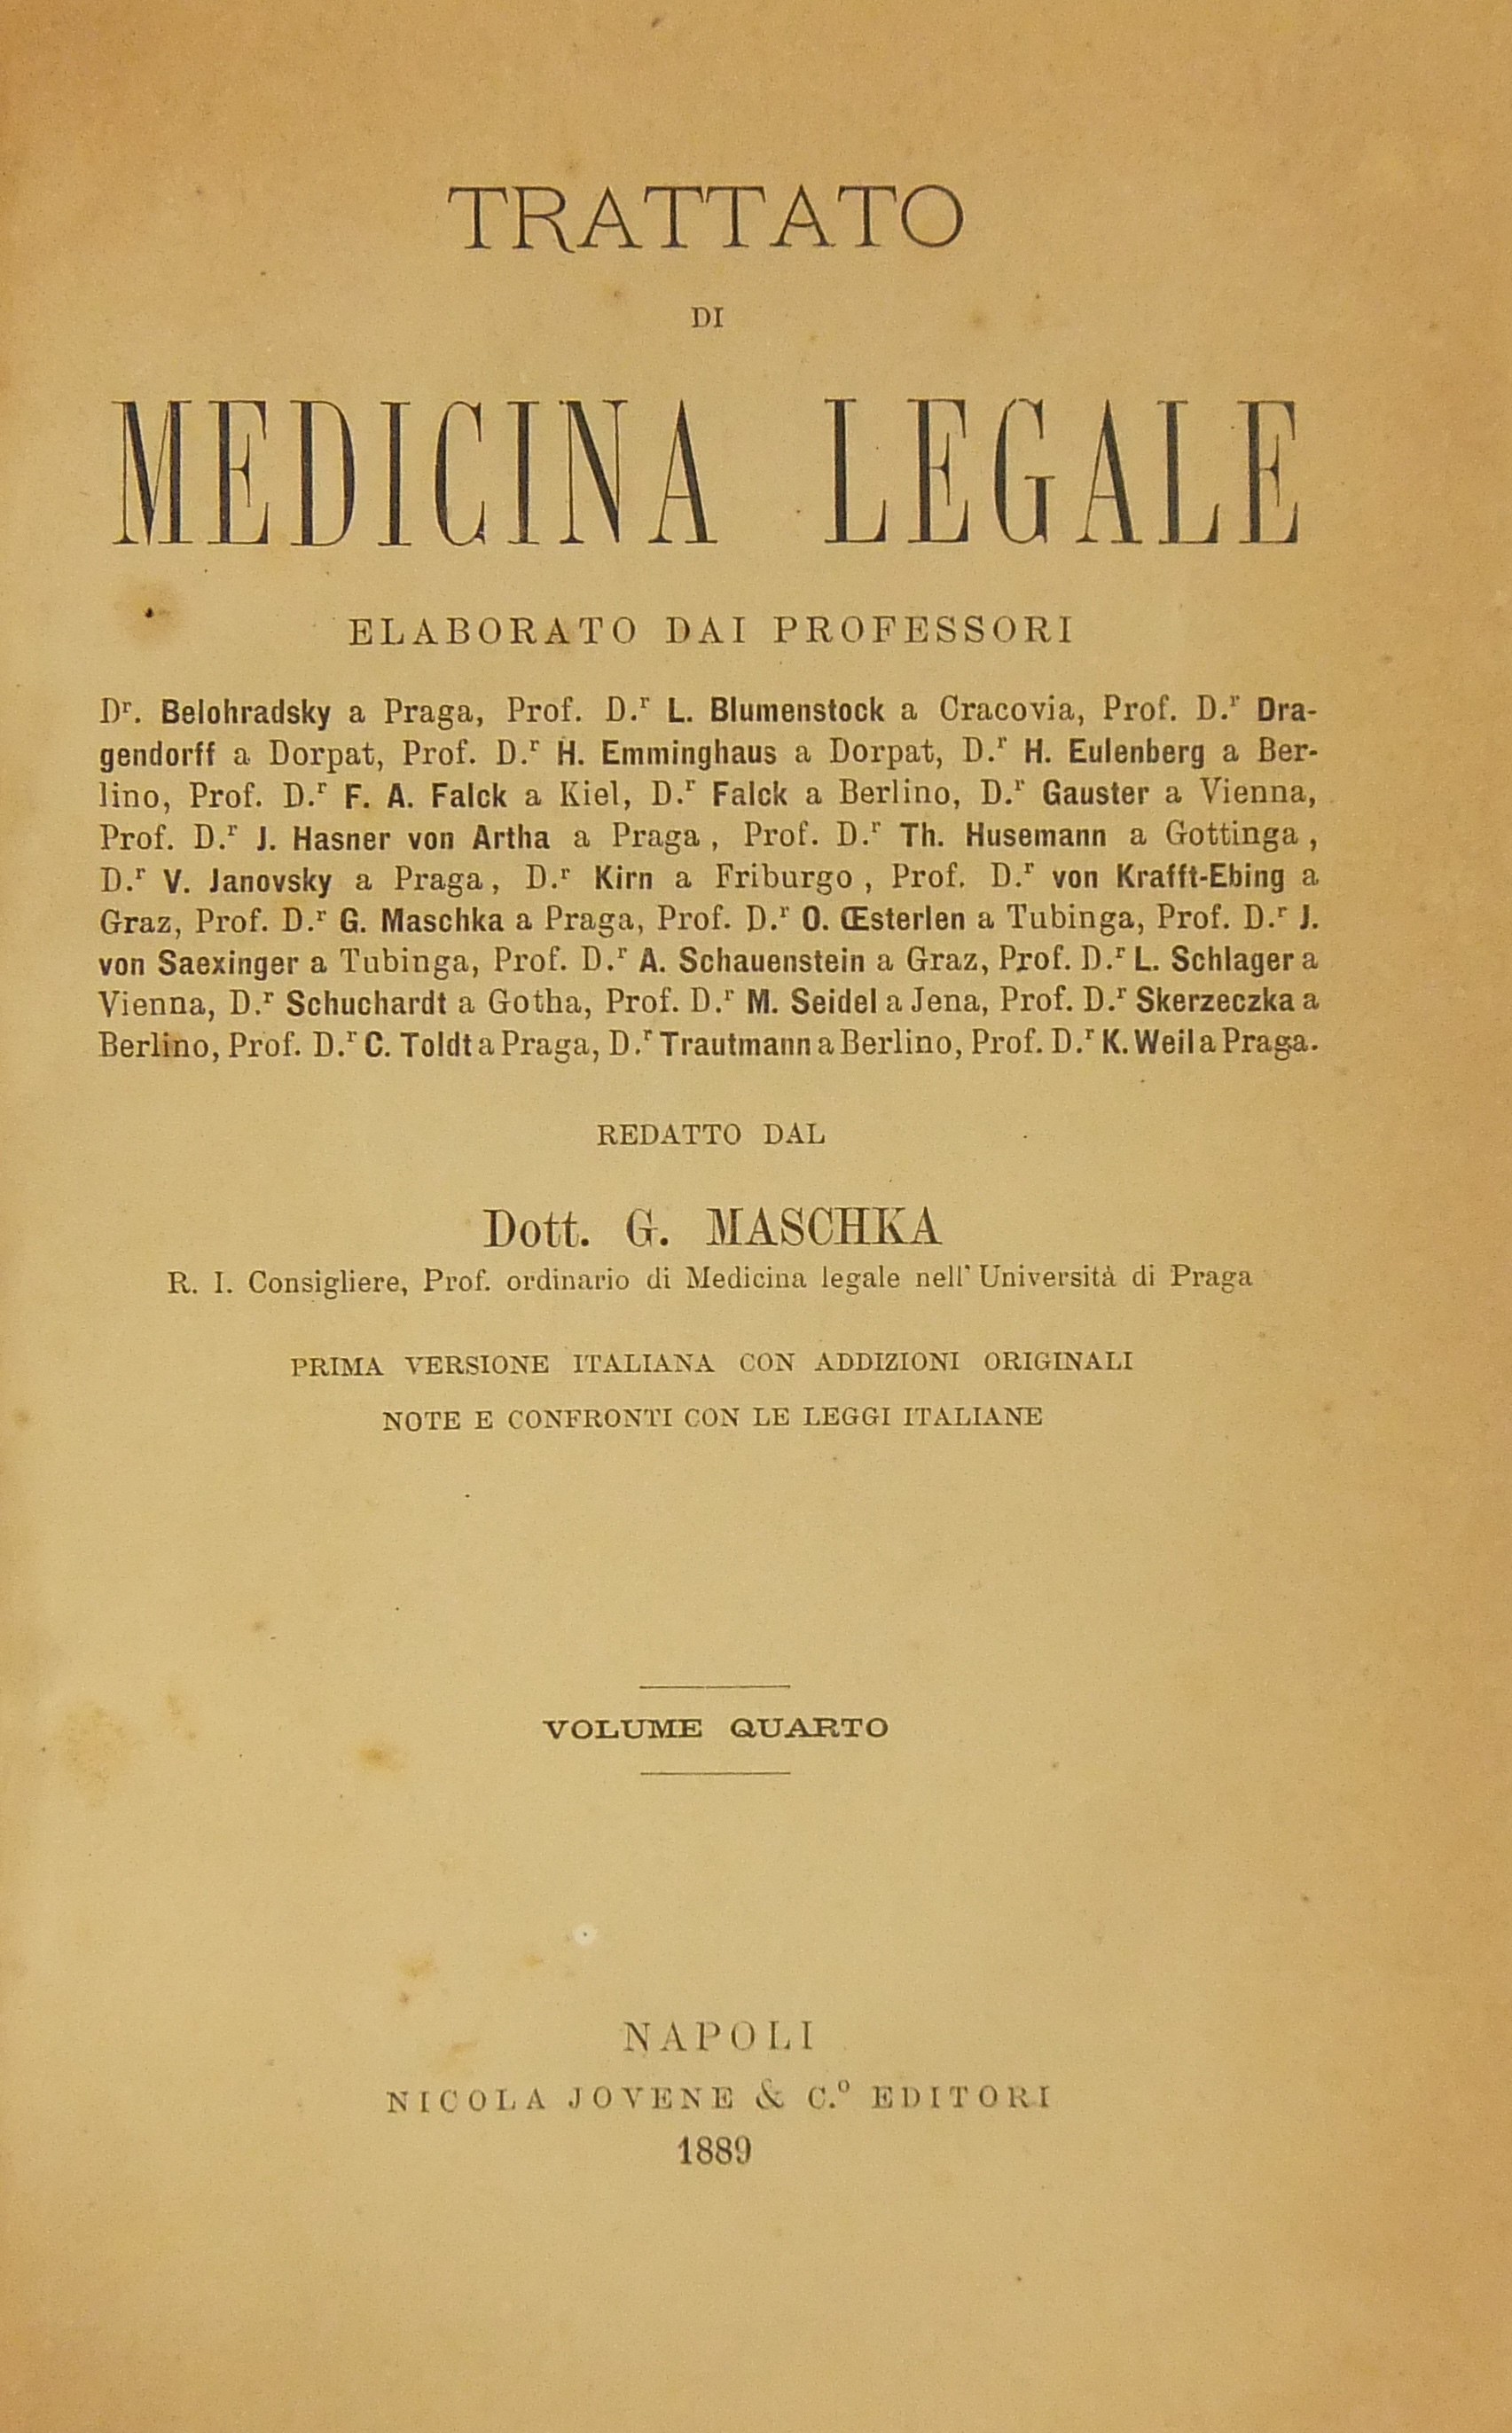 TRATTATO
DI
MEDICINA LEGALE
ELABORATO DAI PROFESSORI
Dr. Belohradsky a Praga, Prof. D.r L. Blumenstock a Cracovia, Prof. D.r Dra-
gendorff a Dorpat, Prof. D.r H. Emminghaus a Dorpat, D.r H. Eulenberg a Ber-
lino, Prof. D.r F. A. Falck a Kiel, D.r Falck a Berlino, D.r Gauster a Vienna,
Prof. D.r J. Hasner von Artha a Praga, Prof. D.r Th. Husemann a Gottinga,
D.r V. Janovsky a Praga, D.r Kirn a Friburgo, Prof. D.r von Krafft-Ebing a
Graz, Prof. D.r G. Maschka a Praga, Prof. D.r O. Œsterlen a Tubinga, Prof. D.r J.
von Saexinger a Tubinga, Prof. D.r A. Schauenstein a Graz, Prof. D.r L. Schlager a
Vienna, D.r Schuchardt a Gotha, Prof. D.r M. Seidel a Jena, Prof. D.r Skerzeczka a
Berlino, Prof. D.r C. Toldt a Praga, D.r Trautmann a Berlino, Prof. D.r K. Weil a Praga.
REDATTO DAL
Dott. G. MASCHKA
R. I. Consigliere, Prof. ordinario di Medicina legale nell'Università di Praga
PRIMA VERSIONE ITALIANA CON ADDIZIONI ORIGINALI
NOTE E CONFRONTI CON LE LEGGI ITALIANE
VOLUME QUARTO
NAPOLI
NICOLA JOVENE & C.o EDITORI
1889